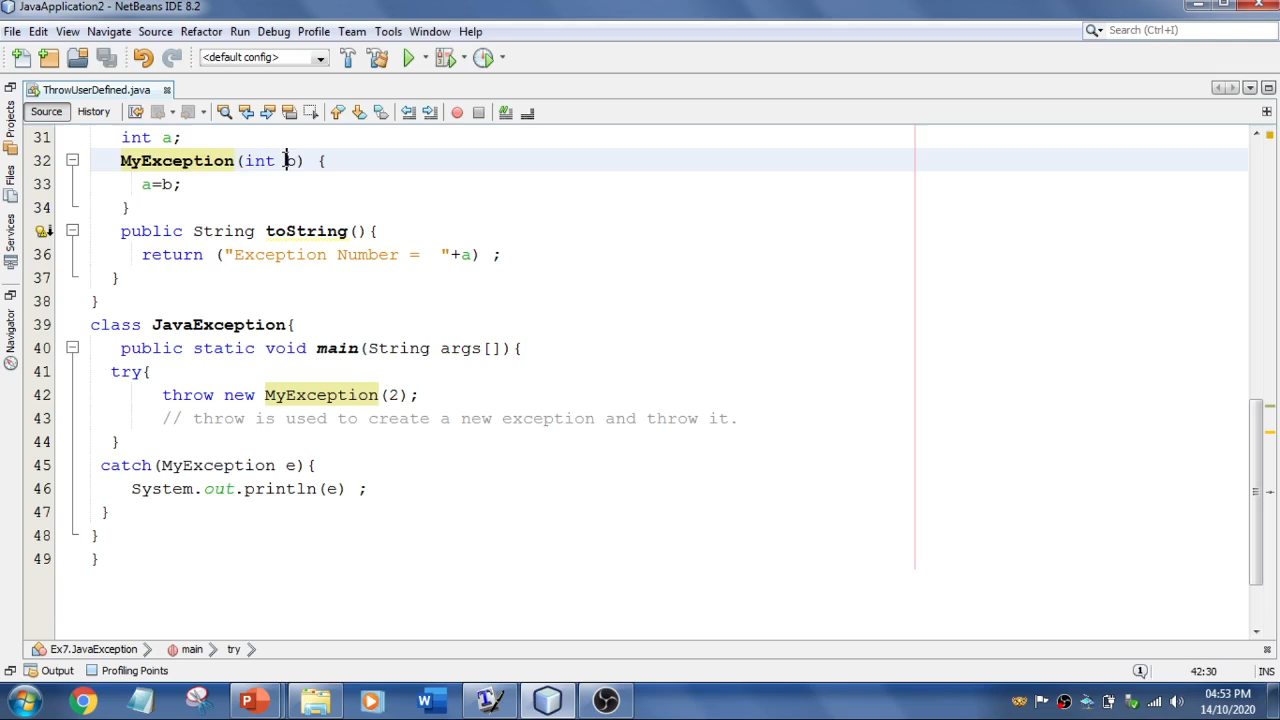 JavaApplication2 - NetBeans IDE 8.2
File Edit View Navigate Source Refactor Run Debug Profile Team Tools Window Help
Search (Ctrl+I)
<default config>
ThrowUserDefined.java
Source History
Projects
Files
Services
Navigator
31 int a;
32 MyException(int b) {
33 a=b;
34 }
public String toString(){
36 return ("Exception Number =  "+a) ;
37 }
38 }
39 class JavaException{
40 public static void main(String args[]){
41 try{
42 throw new MyException(2);
43 // throw is used to create a new exception and throw it.
44 }
45 catch(MyException e){
46 System.out.println(e) ;
47 }
48 }
49 }
Ex7.JavaException main try
Output Profiling Points
1 42:30 INS
04:53 PM
14/10/2020